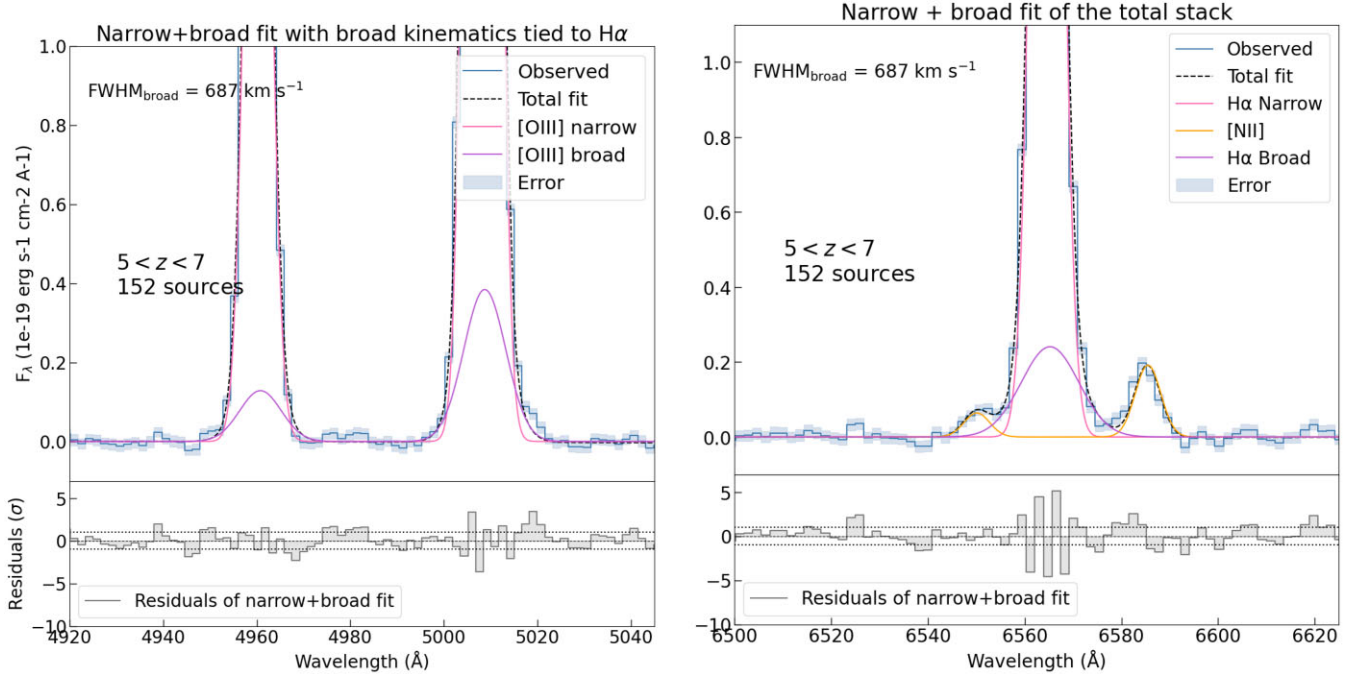 Narrow+broad fit with broad kinematics tied to Hα
FWHM_broad = 687 km s⁻¹
Observed
Total fit
[OIII] narrow
[OIII] broad
Error
5 < z < 7
152 sources
F_λ (1e-19 erg s-1 cm-2 A-1)
1.0
0.8
0.6
0.4
0.2
0.0
Residuals (σ)
5
0
−5
−10
Residuals of narrow+broad fit
4920 4940 4960 4980 5000 5020 5040
Wavelength (Å)
Narrow + broad fit of the total stack
FWHM_broad = 687 km s⁻¹
Observed
Total fit
Hα Narrow
[NII]
Hα Broad
Error
5 < z < 7
152 sources
1.0
0.8
0.6
0.4
0.2
0.0
5
0
−5
−10
Residuals of narrow+broad fit
6500 6520 6540 6560 6580 6600 6620
Wavelength (Å)